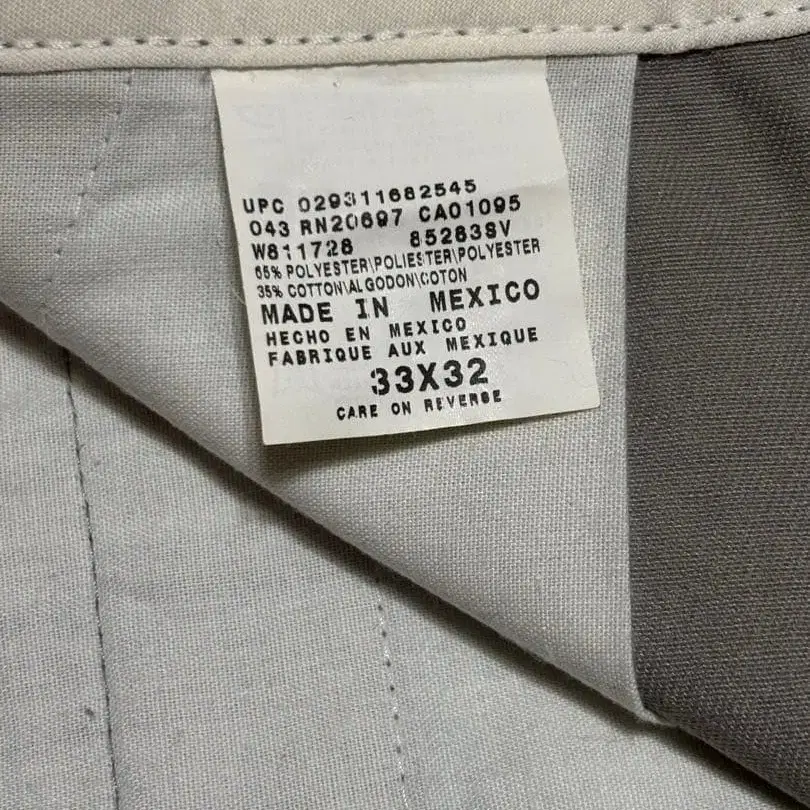 UPC 029311682545
043 RN20697 CA01095
W811728 85283SV
65% POLYESTER\POLIESTER\POLYESTER
35% COTTON\ALGODON\COTON
MADE IN MEXICO
HECHO EN MEXICO
FABRIQUE AUX MEXIQUE
33X32
CARE ON REVERSE